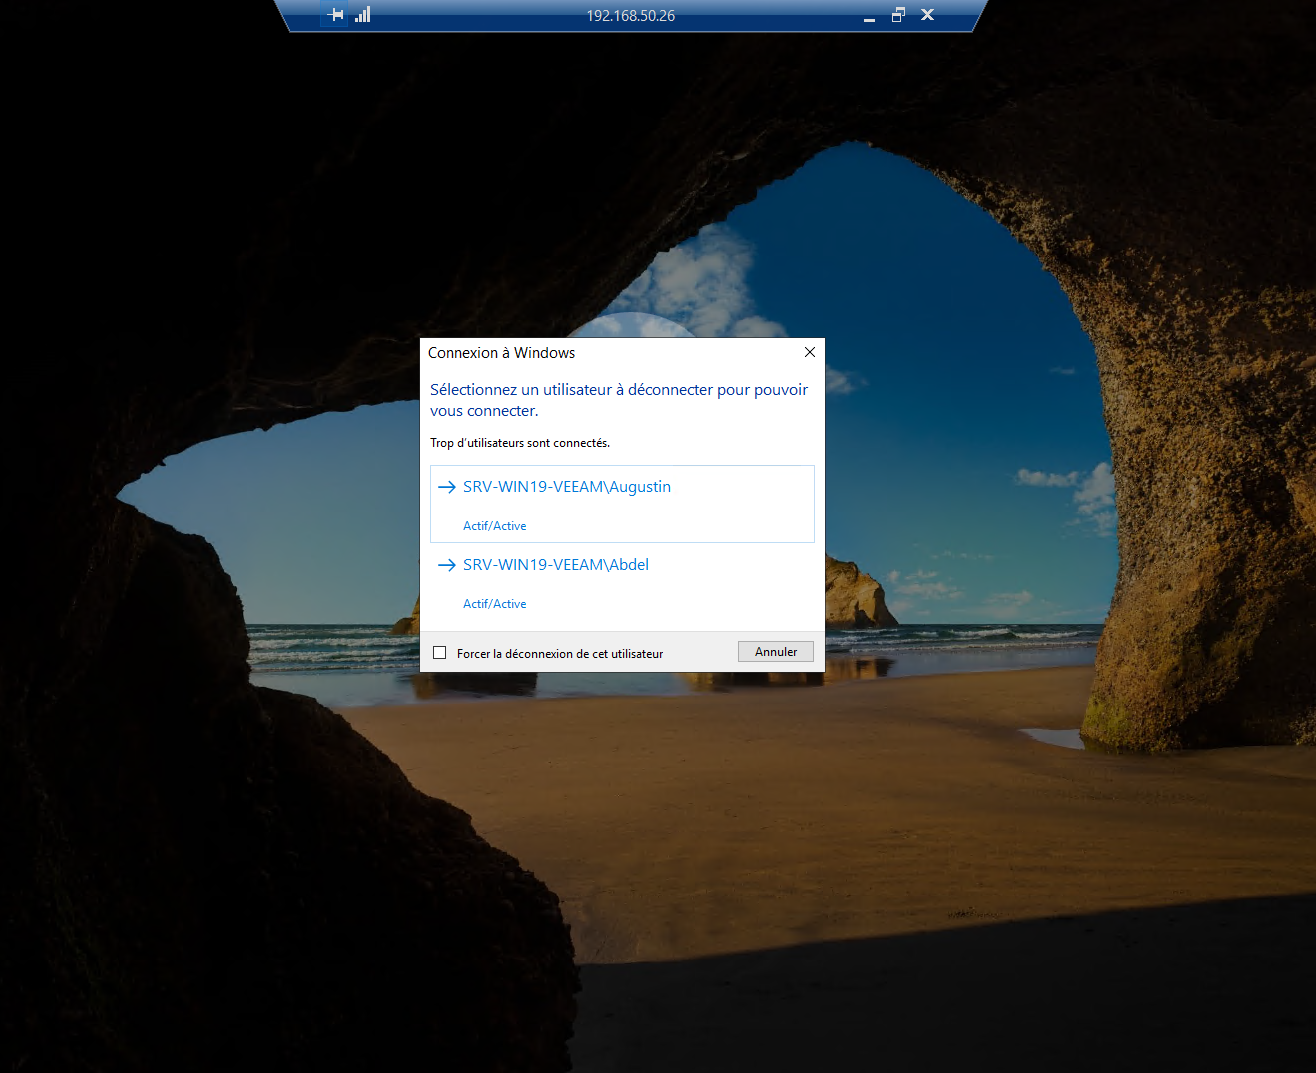 192.168.50.26
Connexion à Windows
Sélectionnez un utilisateur à déconnecter pour pouvoir
vous connecter.
Trop d'utilisateurs sont connectés.
SRV-WIN19-VEEAM\Augustin
Actif/Active
SRV-WIN19-VEEAM\Abdel
Actif/Active
Forcer la déconnexion de cet utilisateur
Annuler